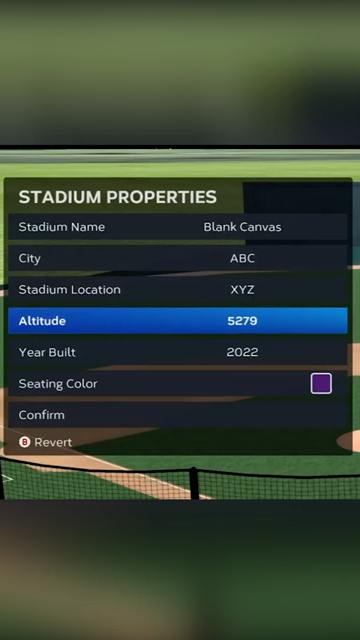 STADIUM PROPERTIES
Stadium Name Blank Canvas
City ABC
Stadium Location XYZ
Altitude 5279
Year Built 2022
Seating Color
Confirm
B Revert